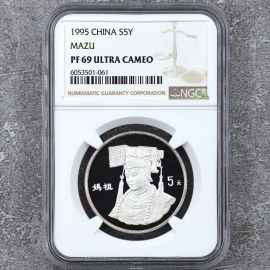 1995 CHINA S5Y
MAZU
PF 69 ULTRA CAMEO
6053501-061
NUMISMATIC GUARANTY CORPORATION
NGC
媽祖
5元